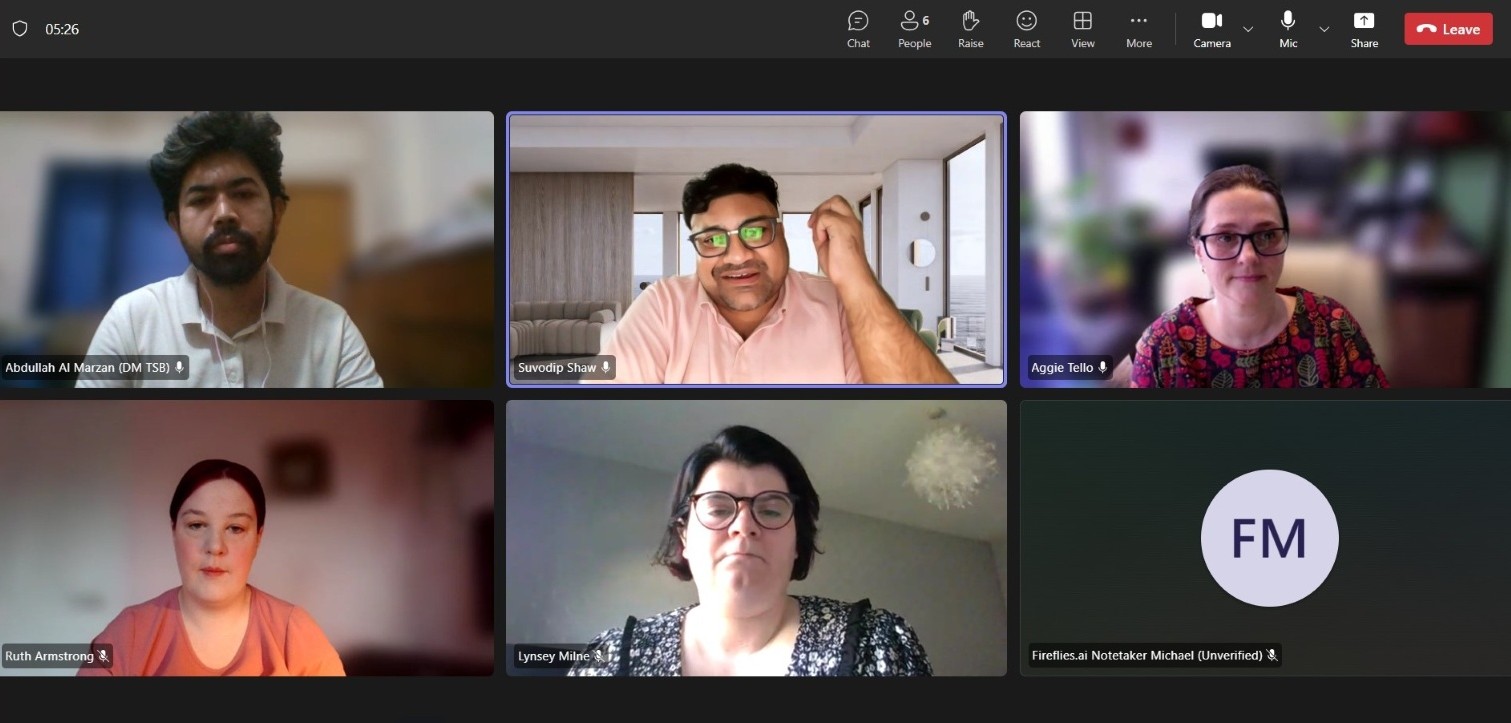 05:26
Chat
6
People
Raise
React
View
More
Camera
Mic
Share
Leave
Abdullah Al Marzan (DM TSB)
Suvodip Shaw
Aggie Tello
Ruth Armstrong
Lynsey Milne
FM
Fireflies.ai Notetaker Michael (Unverified)